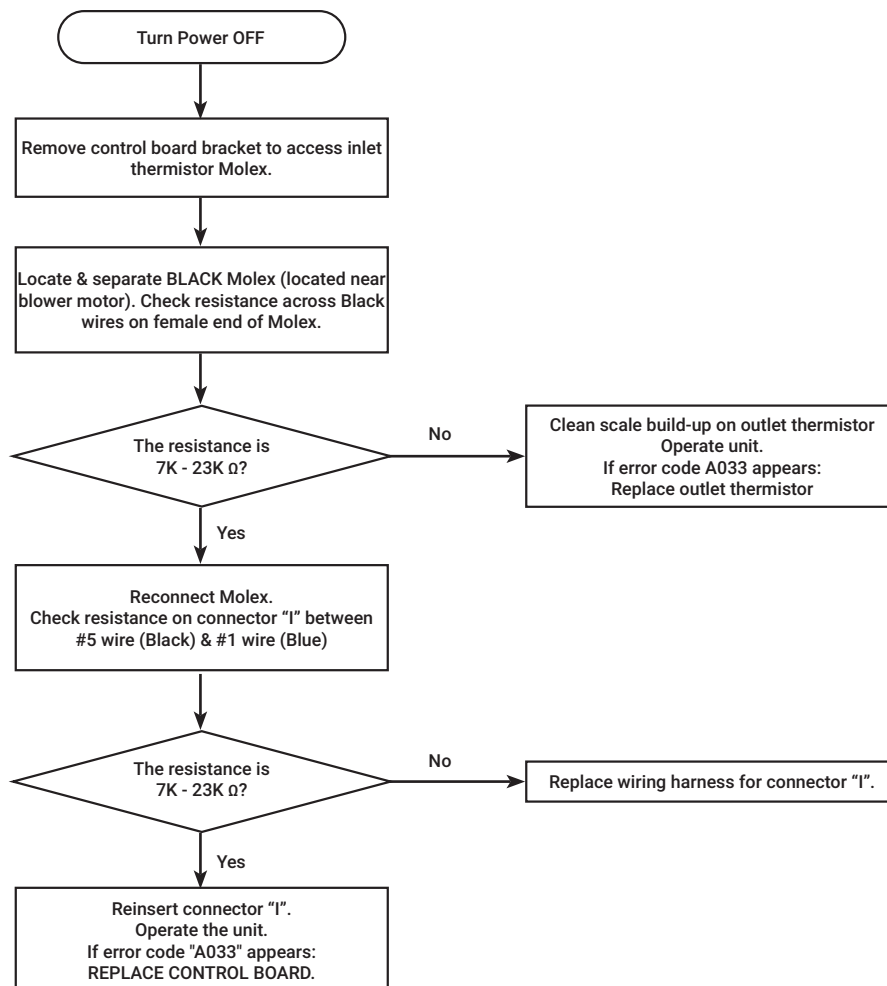 Turn Power OFF
Remove control board bracket to access inlet
thermistor Molex.
Locate & separate BLACK Molex (located near
blower motor). Check resistance across Black
wires on female end of Molex.
The resistance is
7K - 23K Ω?
No
Clean scale build-up on outlet thermistor
Operate unit.
If error code A033 appears:
Replace outlet thermistor
Yes
Reconnect Molex.
Check resistance on connector “I” between
#5 wire (Black) & #1 wire (Blue)
The resistance is
7K - 23K Ω?
No
Replace wiring harness for connector “I”.
Yes
Reinsert connector “I”.
Operate the unit.
If error code "A033" appears:
REPLACE CONTROL BOARD.